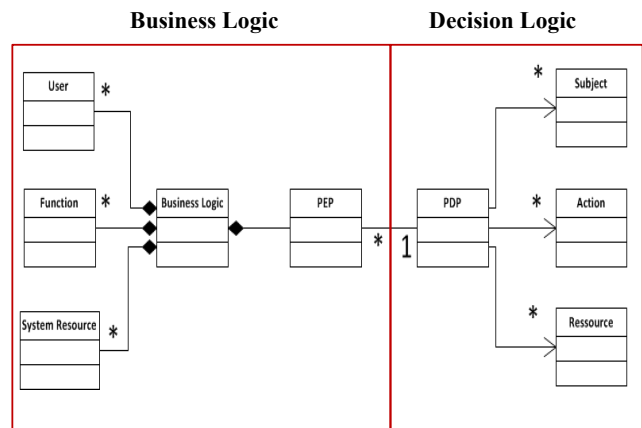 Business Logic
Decision Logic
User
*
Subject
*
Function
*
Business Logic
PEP
*
1
PDP
Action
*
System Resource
*
Ressource
*